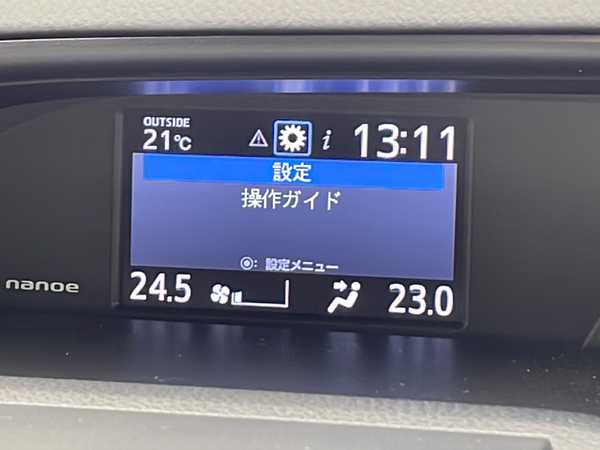 OUTSIDE
21℃ i 13:11
設定
操作ガイド
◎: 設定メニュー
nanoe
24.5 23.0